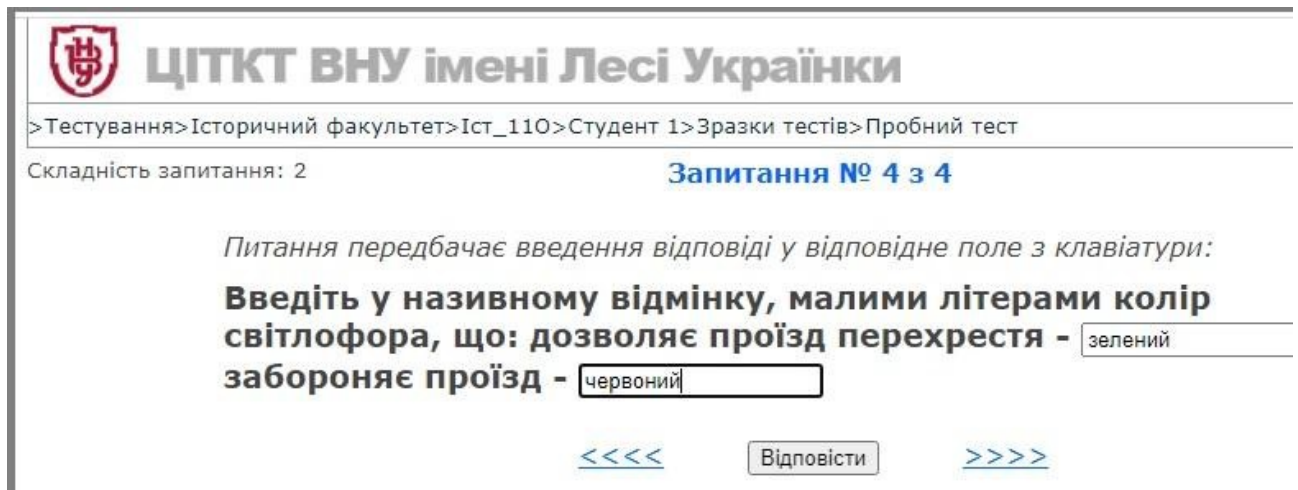 ЦІТКТ ВНУ імені Лесі Українки
>Тестування>Історичний факультет>Іст_11О>Студент 1>Зразки тестів>Пробний тест
Складність запитання: 2
Запитання № 4 з 4
Питання передбачає введення відповіді у відповідне поле з клавіатури:
Введіть у називному відмінку, малими літерами колір
світлофора, що: дозволяє проїзд перехрестя - зелений
забороняє проїзд - червоний
<<<< Відповісти >>>>